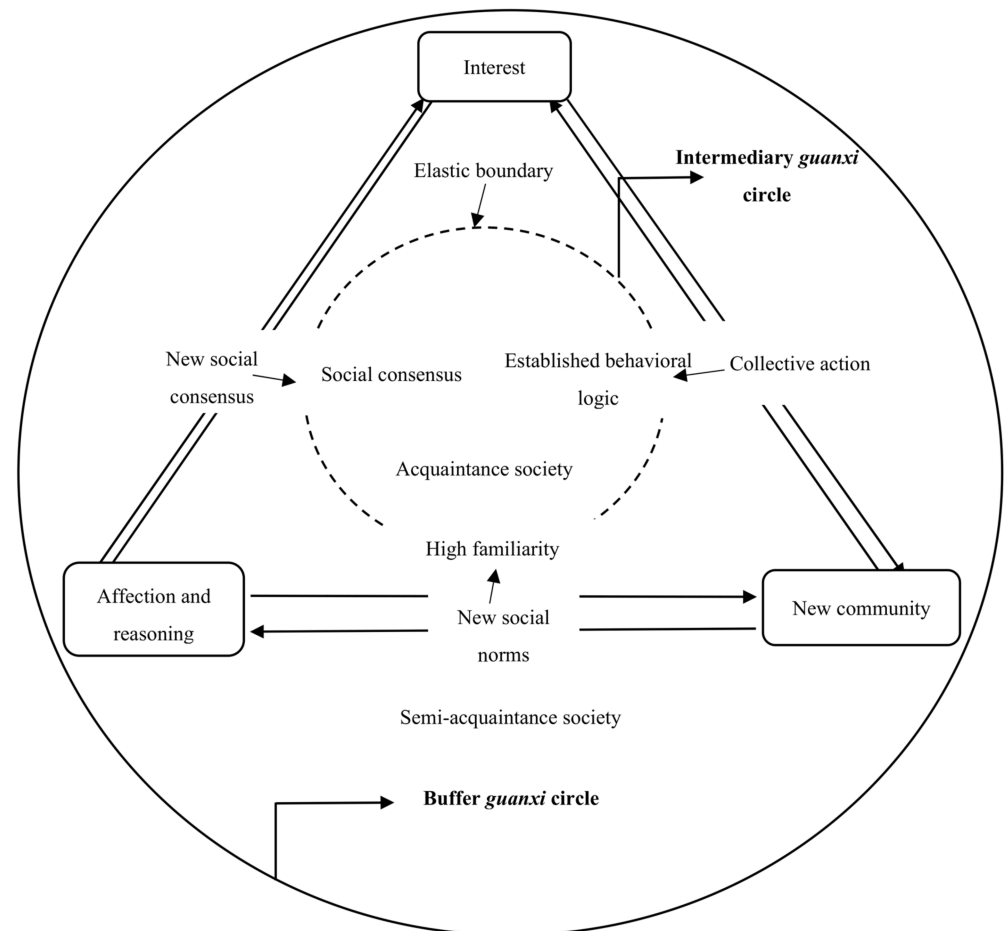 Interest
Intermediary guanxi
circle
Elastic boundary
New social
consensus
Social consensus
Established behavioral
logic
Collective action
Acquaintance society
High familiarity
Affection and
reasoning
New social
norms
New community
Semi-acquaintance society
Buffer guanxi circle